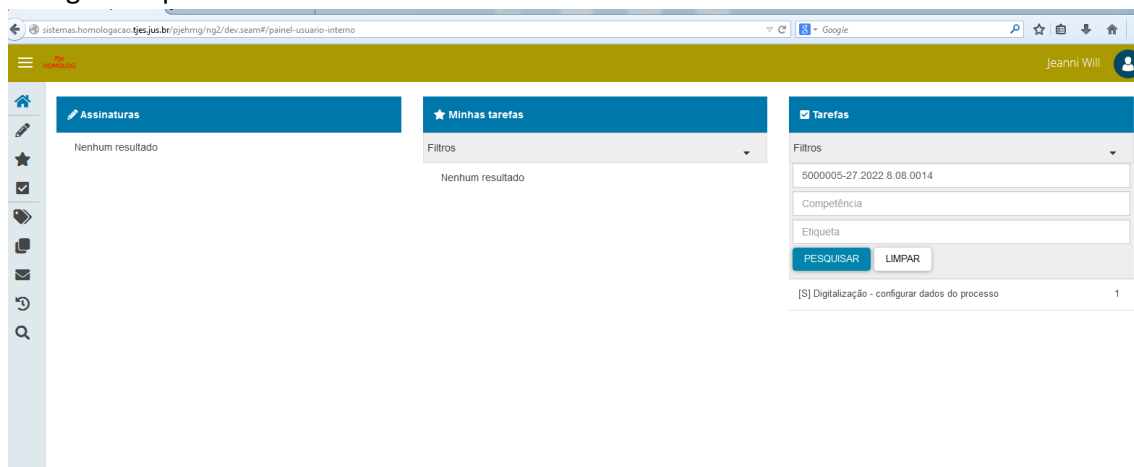 sistemas.homologacao.tjes.jus.br/pjehmg/ng2/dev.seam#/painel-usuario-interno
Google
PJe
HOMOLOG
Jeanni Will
Assinaturas
Nenhum resultado
Minhas tarefas
Filtros
Nenhum resultado
Tarefas
Filtros
5000005-27.2022.8.08.0014
Competência
Etiqueta
PESQUISAR LIMPAR
[S] Digitalização - configurar dados do processo 1